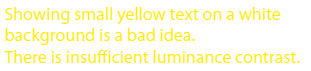 Showing small yellow text on a white
background is a bad idea.
There is insufficient luminance contrast.